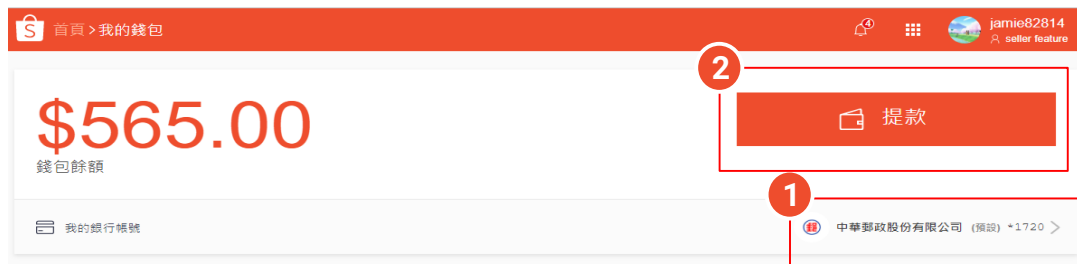 S 首頁>我的錢包
4
jamie82814
seller feature
2
$565.00
提款
錢包餘額
1
我的銀行帳號
郵 中華郵政股份有限公司 (預設) *1720 >